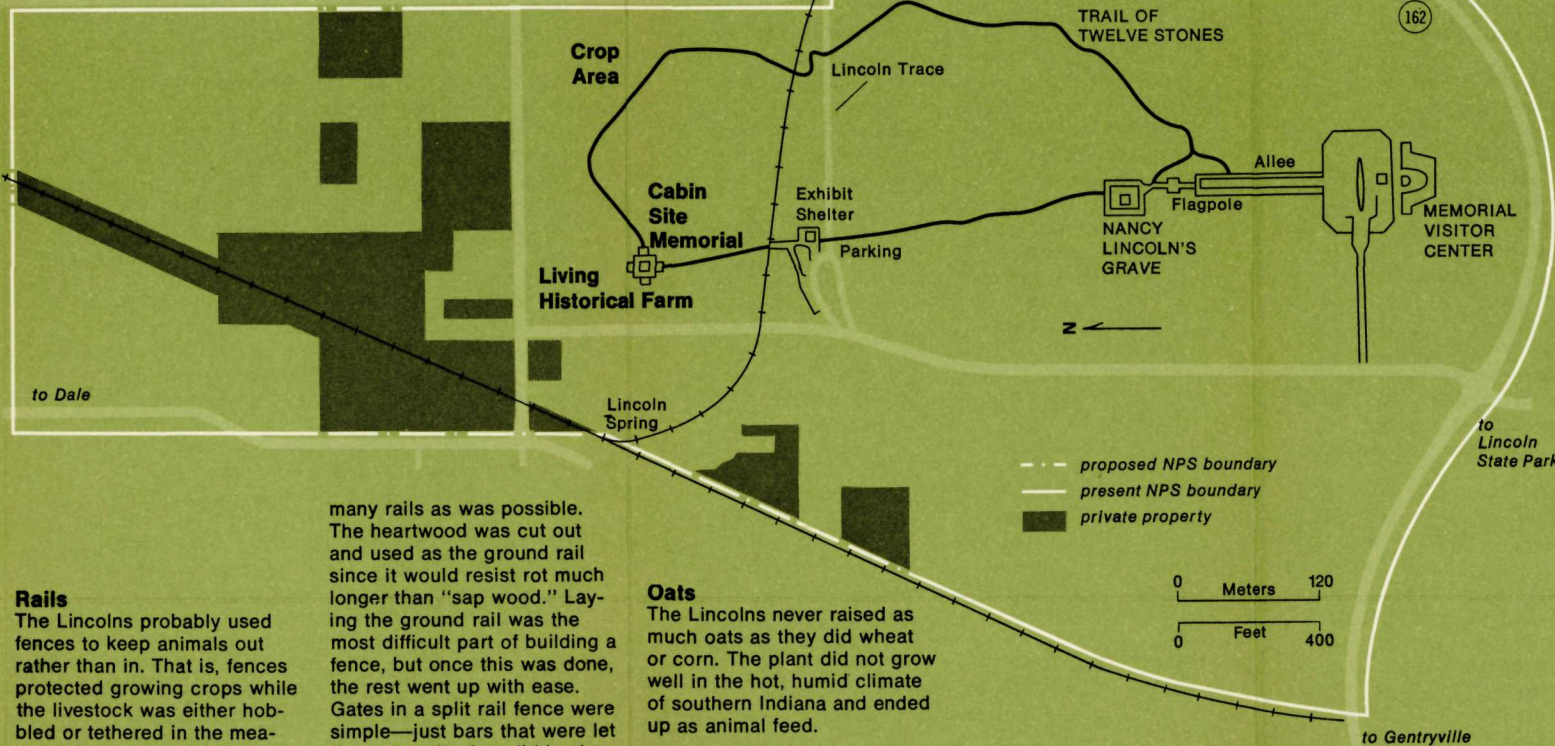 162
TRAIL OF
TWELVE STONES
Crop
Area
Lincoln Trace
Allee
Cabin
Site
Memorial
Exhibit
Shelter
Parking
Flagpole
NANCY
LINCOLN'S
GRAVE
MEMORIAL
VISITOR
CENTER
Living
Historical Farm
N
to Dale
Lincoln
Spring
to
Lincoln
State Park
proposed NPS boundary
present NPS boundary
private property
0 Meters 120
0 Feet 400
to Gentryville
Rails
The Lincolns probably used
fences to keep animals out
rather than in. That is, fences
protected growing crops while
the livestock was either hob-
bled or tethered in the mea-
many rails as was possible.
The heartwood was cut out
and used as the ground rail
since it would resist rot much
longer than "sap wood." Lay-
ing the ground rail was the
most difficult part of building a
fence, but once this was done,
the rest went up with ease.
Gates in a split rail fence were
simple—just bars that were let
Oats
The Lincolns never raised as
much oats as they did wheat
or corn. The plant did not grow
well in the hot, humid climate
of southern Indiana and ended
up as animal feed.